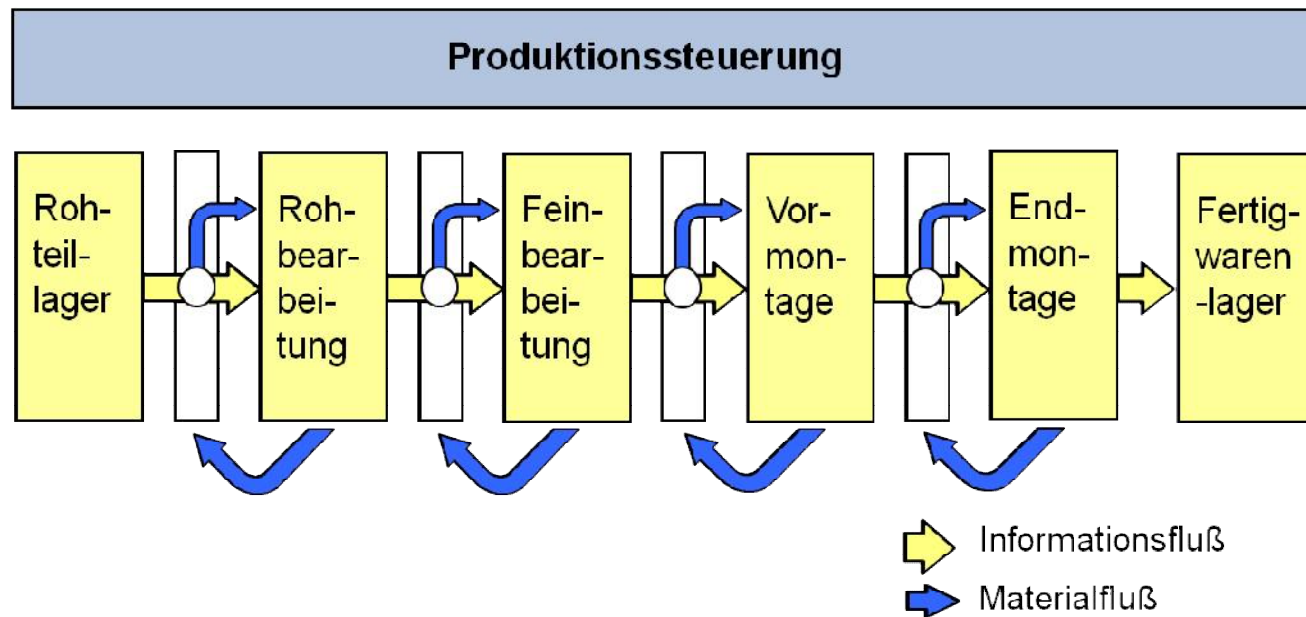 Produktionssteuerung
Roh-
teil-
lager
Roh-
bear-
bei-
tung
Fein-
bear-
bei-
tung
Vor-
mon-
tage
End-
mon-
tage
Fertig-
waren
-lager
Informationsfluß
Materialfluß